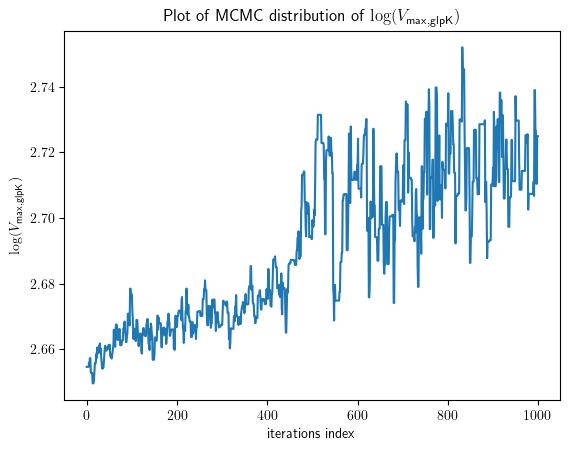 Plot of MCMC distribution of log(V_max,glpK)
log(V_max,glpK)
2.74
2.72
2.70
2.68
2.66
0 200 400 600 800 1000
iterations index